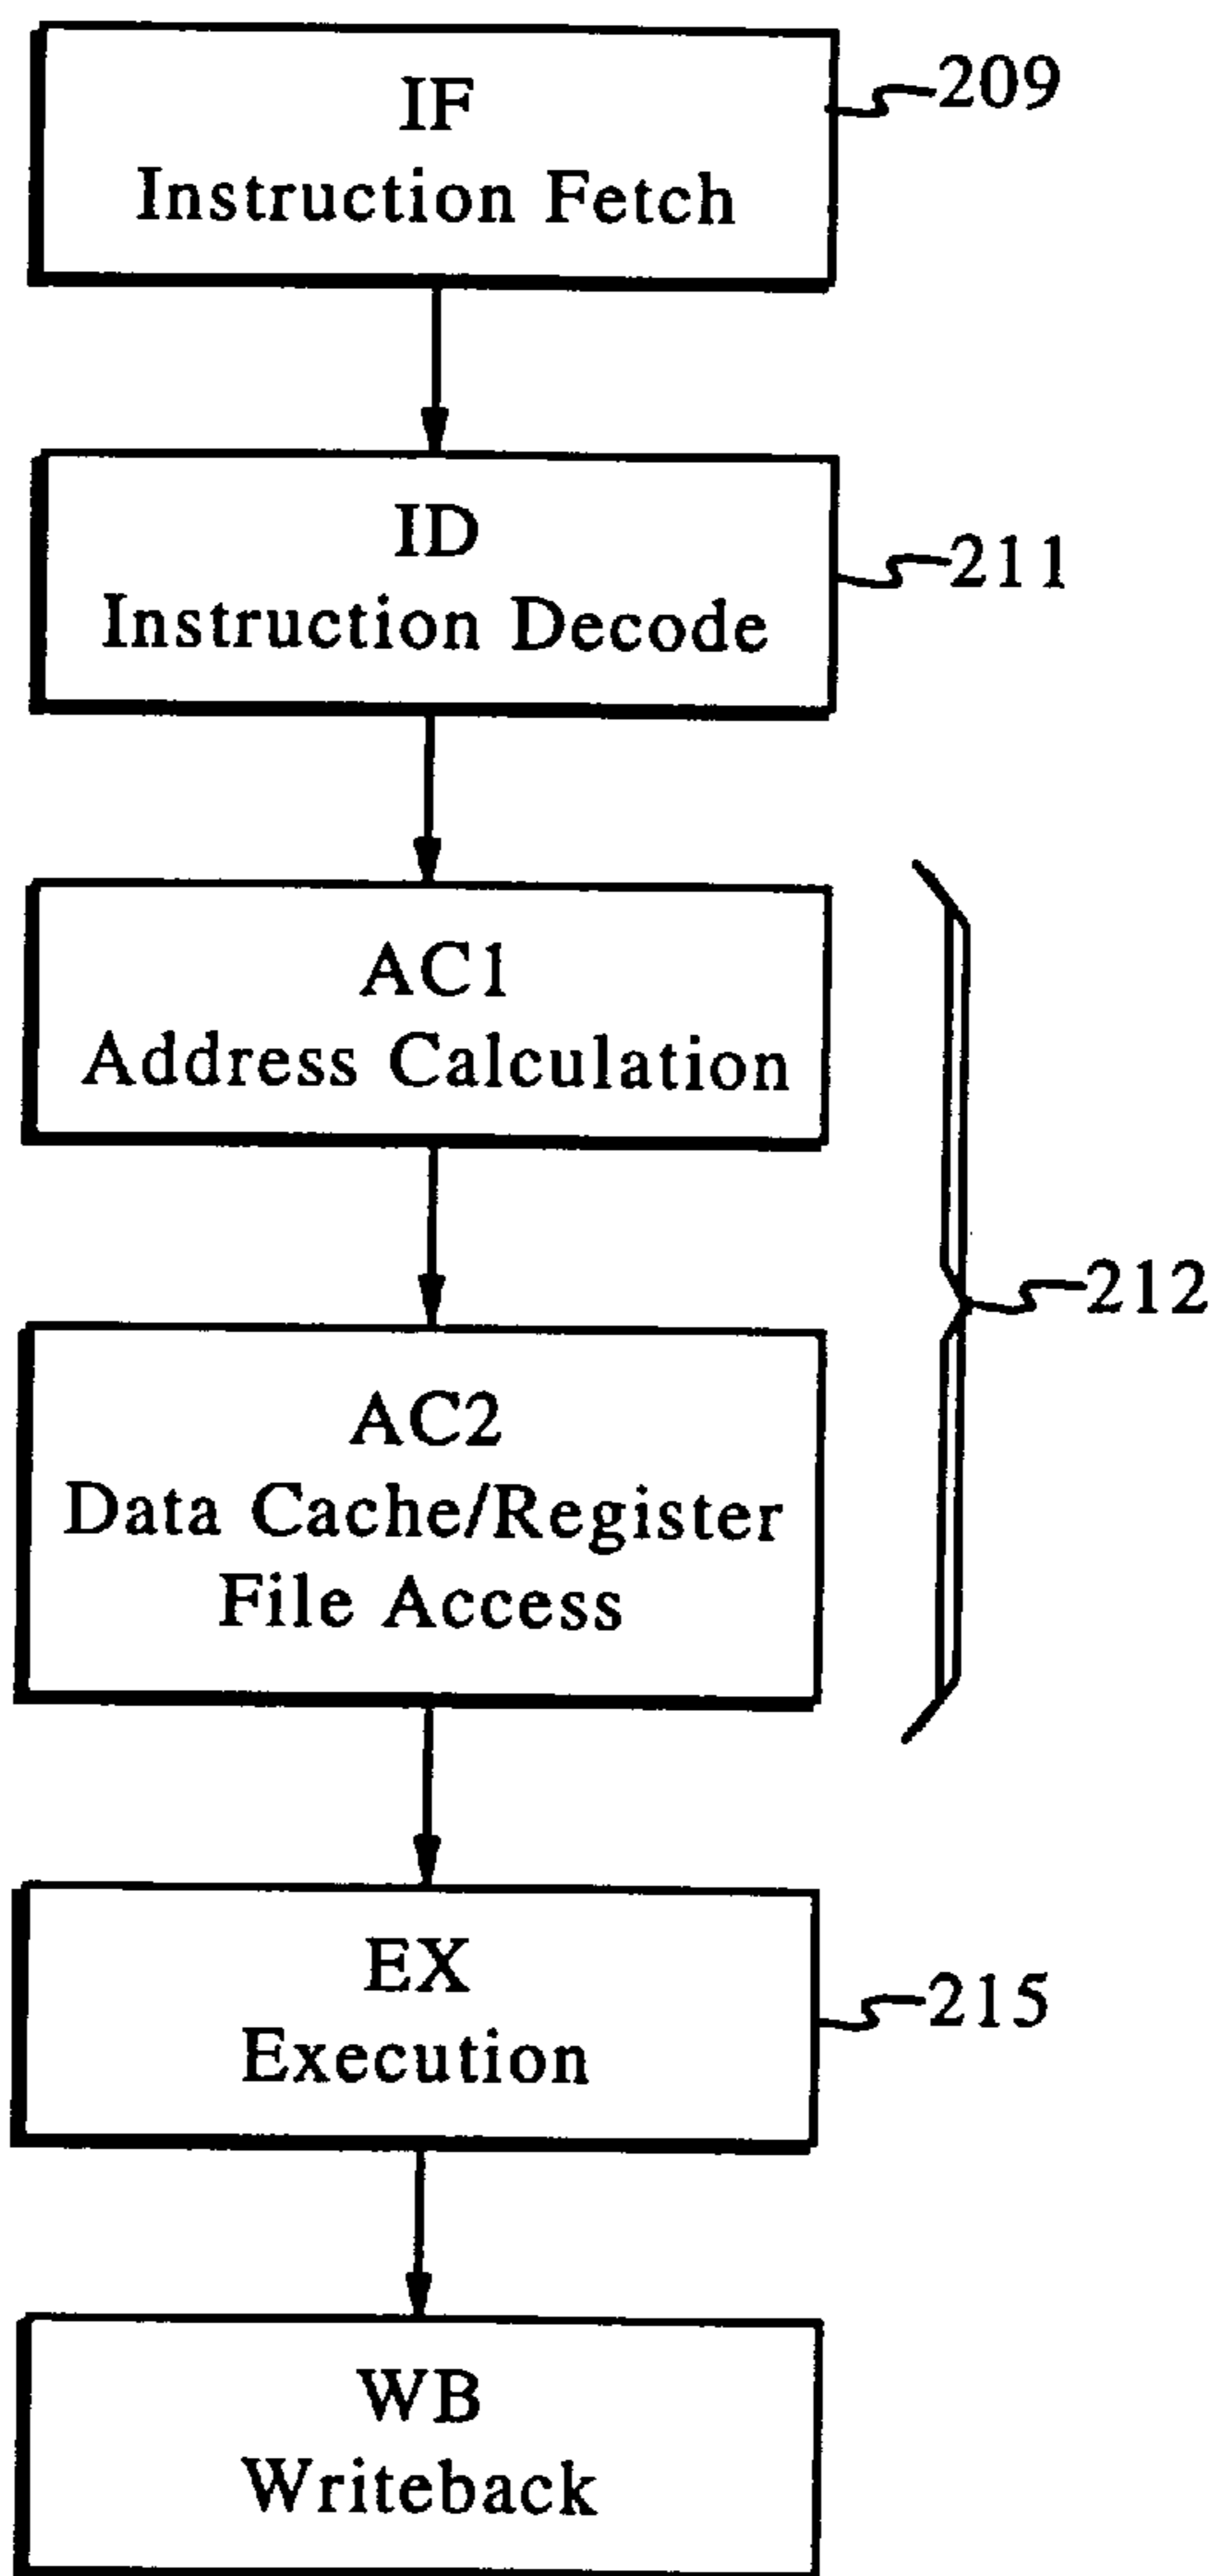 IF
Instruction Fetch
209
ID
Instruction Decode
211
AC1
Address Calculation
212
AC2
Data Cache/Register
File Access
EX
Execution
215
WB
Writeback